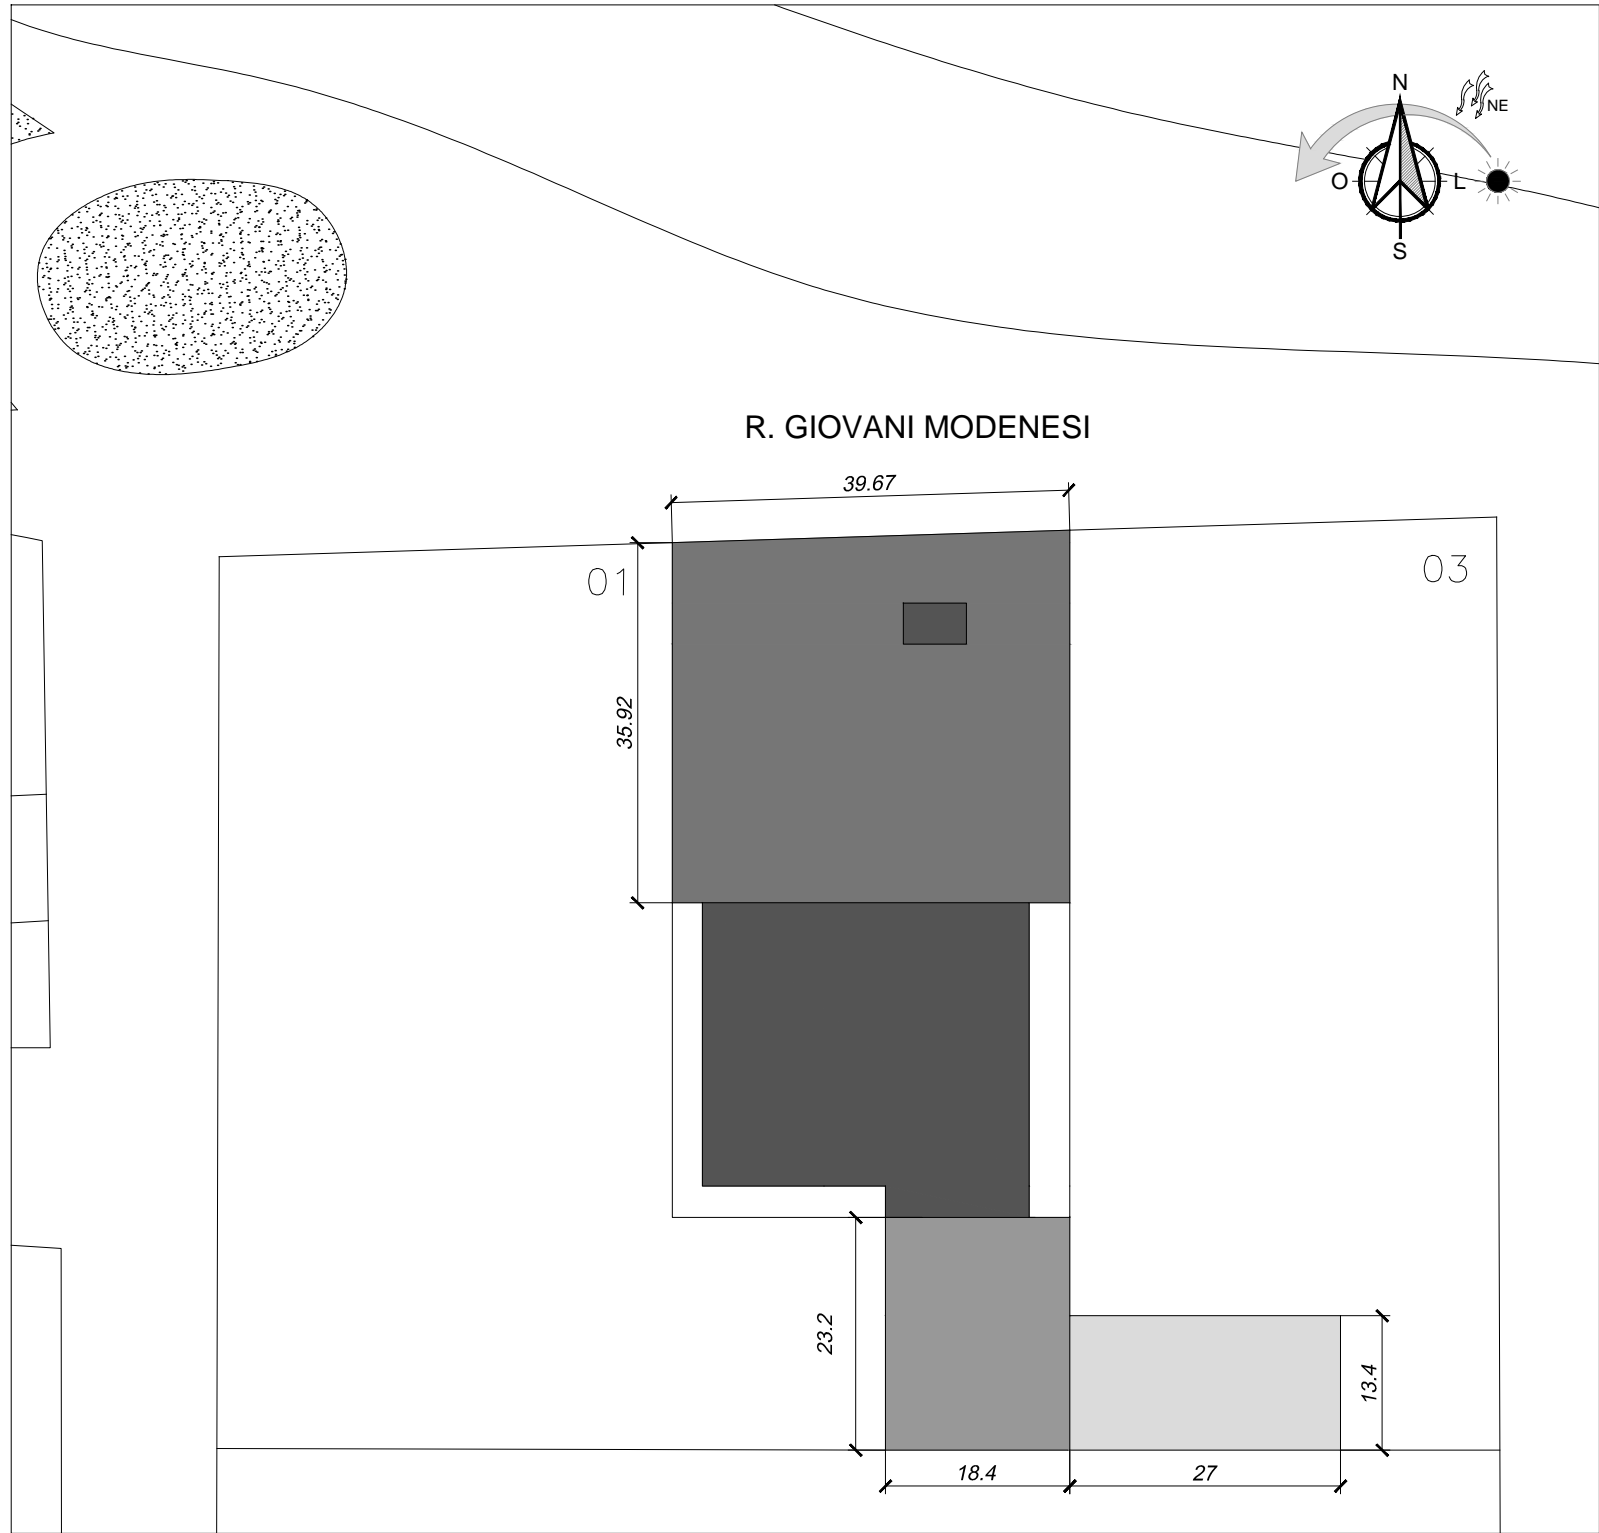 N
NE
O
L
S
R. GIOVANI MODENESI
39.67
01
03
35.92
23.2
13.4
18.4
27